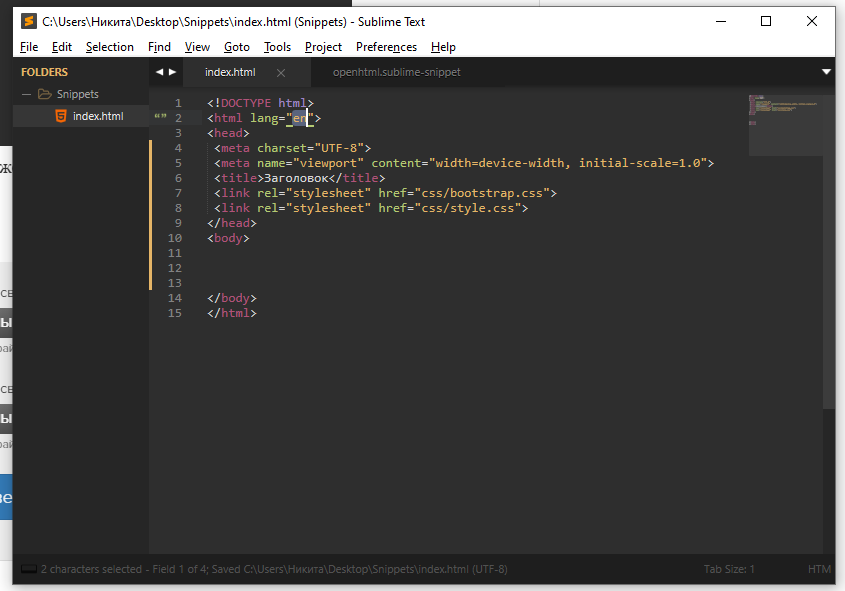 C:\Users\Никита\Desktop\Snippets\index.html (Snippets) - Sublime Text
File Edit Selection Find View Goto Tools Project Preferences Help
FOLDERS
Snippets
index.html
index.html openhtml.sublime-snippet
1 <!DOCTYPE html>
2 <html lang="en">
3 <head>
4 <meta charset="UTF-8">
5 <meta name="viewport" content="width=device-width, initial-scale=1.0">
6 <title>Заголовок</title>
7 <link rel="stylesheet" href="css/bootstrap.css">
8 <link rel="stylesheet" href="css/style.css">
9 </head>
10 <body>
11
12
13
14 </body>
15 </html>
2 characters selected - Field 1 of 4; Saved C:\Users\Никита\Desktop\Snippets\index.html (UTF-8) Tab Size: 1 HTM